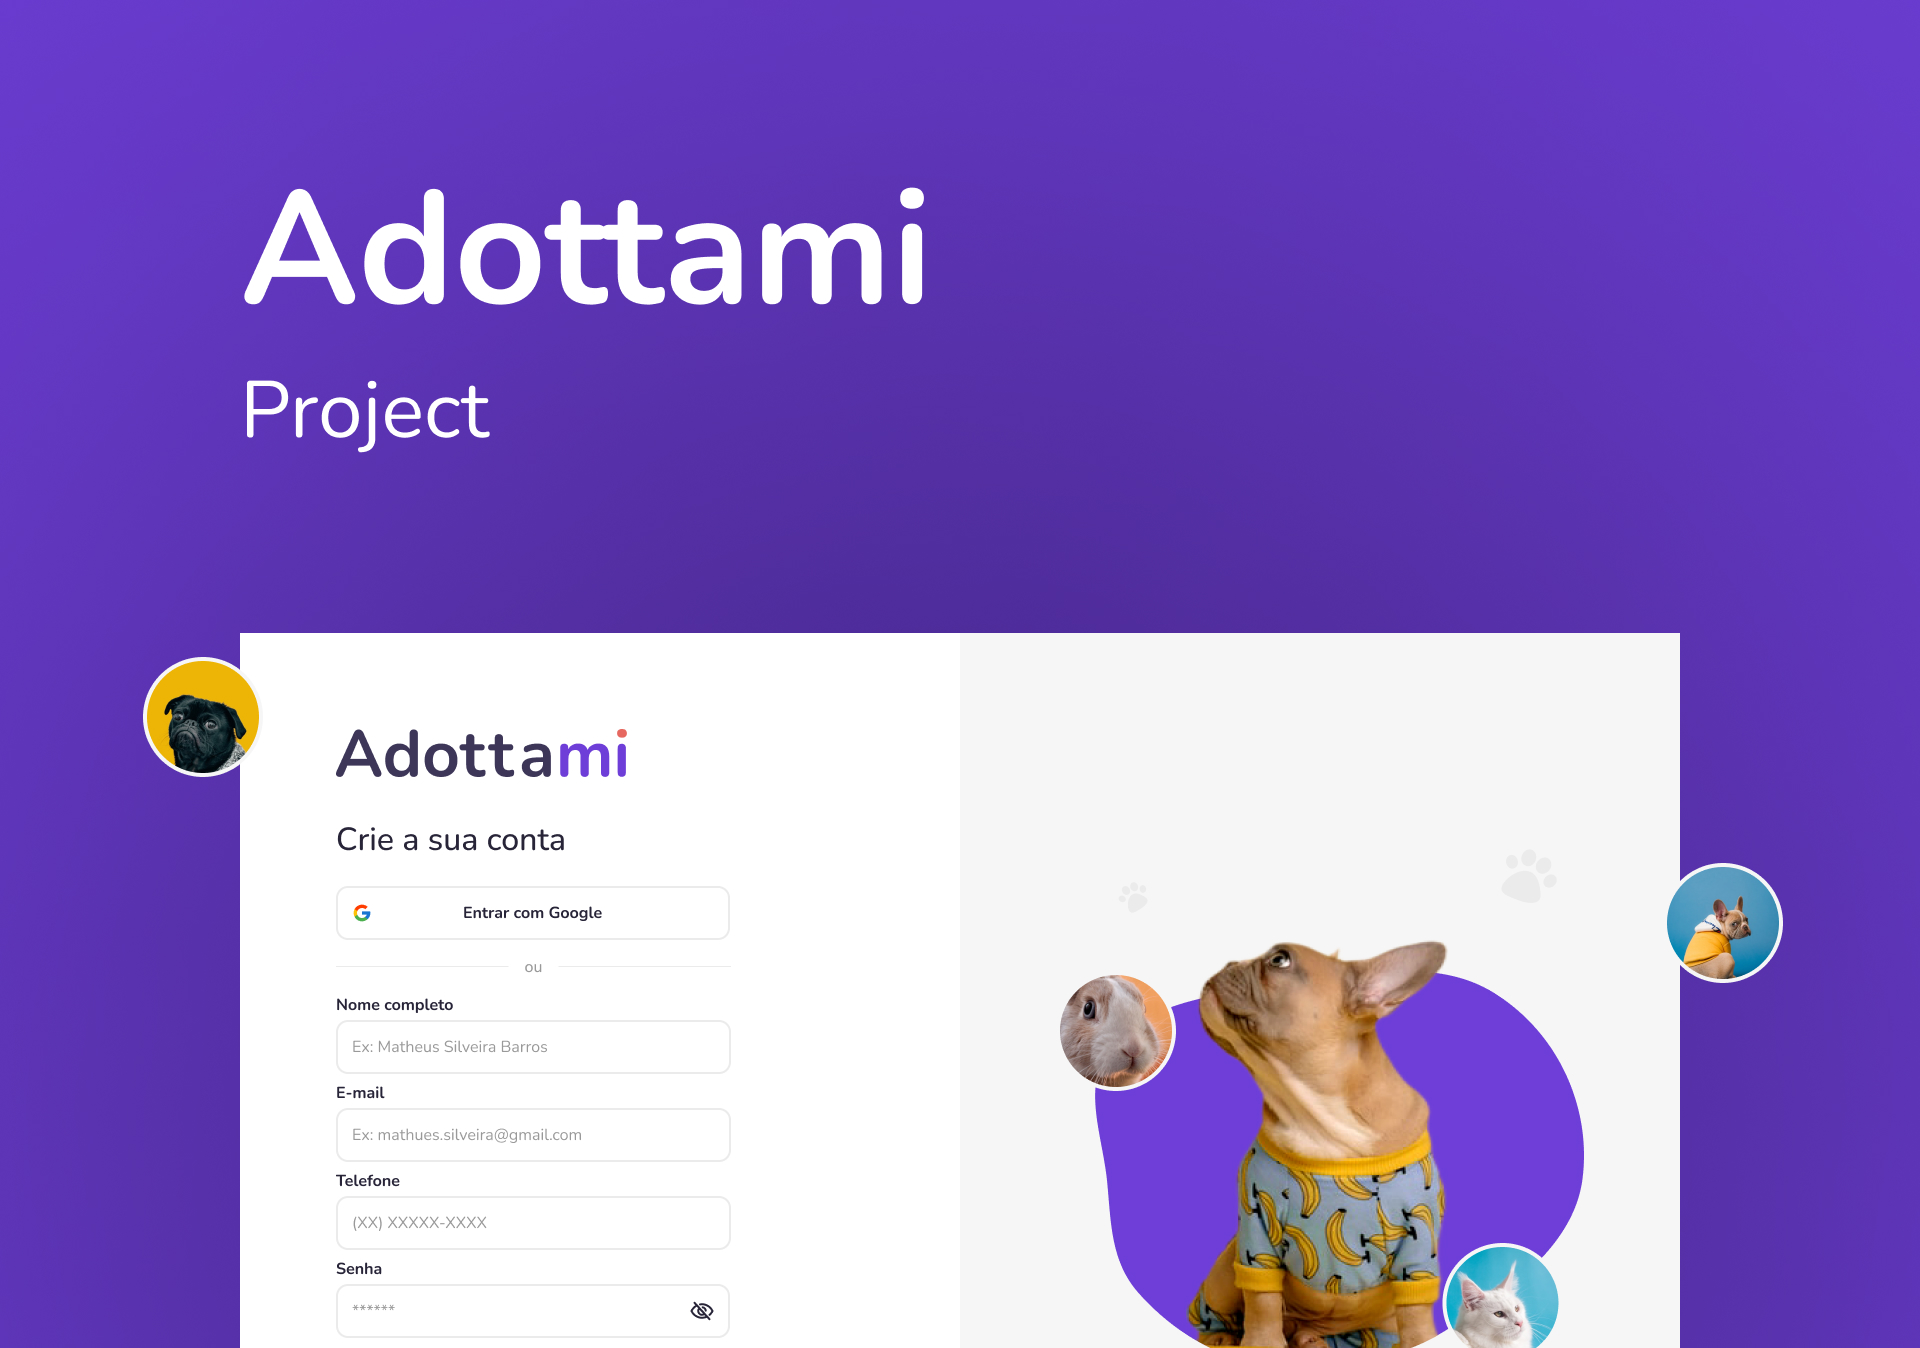 Adottami
Project
Adottami
Crie a sua conta
Entrar com Google
ou
Nome completo
Ex: Matheus Silveira Barros
E-mail
Ex: mathues.silveira@gmail.com
Telefone
(XX) XXXXX-XXXX
Senha
******